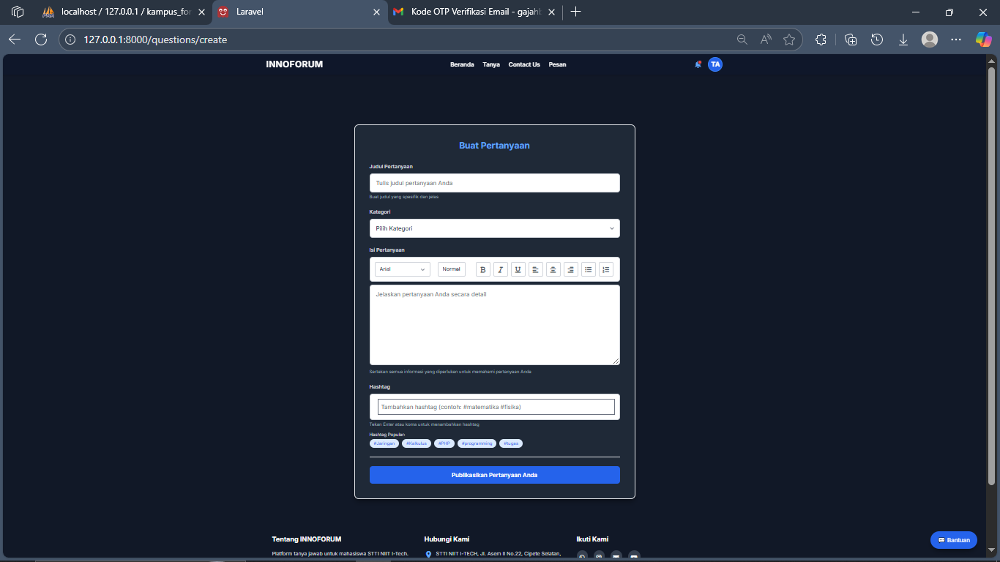 localhost / 127.0.0.1 / kampus_for
Laravel
Kode OTP Verifikasi Email - gajahb
127.0.0.1:8000/questions/create
INNOFORUM
Beranda Tanya Contact Us Pesan
TA
Buat Pertanyaan
Judul Pertanyaan
Tulis judul pertanyaan Anda
Buat judul yang spesifik dan jelas
Kategori
Pilih Kategori
Isi Pertanyaan
Arial Normal B I U
Jelaskan pertanyaan Anda secara detail
Sertakan semua informasi yang diperlukan untuk memahami pertanyaan Anda
Hashtag
Tambahkan hashtag (contoh: #matematika #fisika)
Tekan Enter atau koma untuk menambahkan hashtag
Hashtag Populer:
#Jaringan #Kalkulus #PHP #programming #tugas
Publikasikan Pertanyaan Anda
Tentang INNOFORUM
Platform tanya jawab untuk mahasiswa STTI NIIT I-Tech.
Hubungi Kami
STTI NIIT I-TECH, Jl. Asem II No.22, Cipete Selatan,
Ikuti Kami
Bantuan